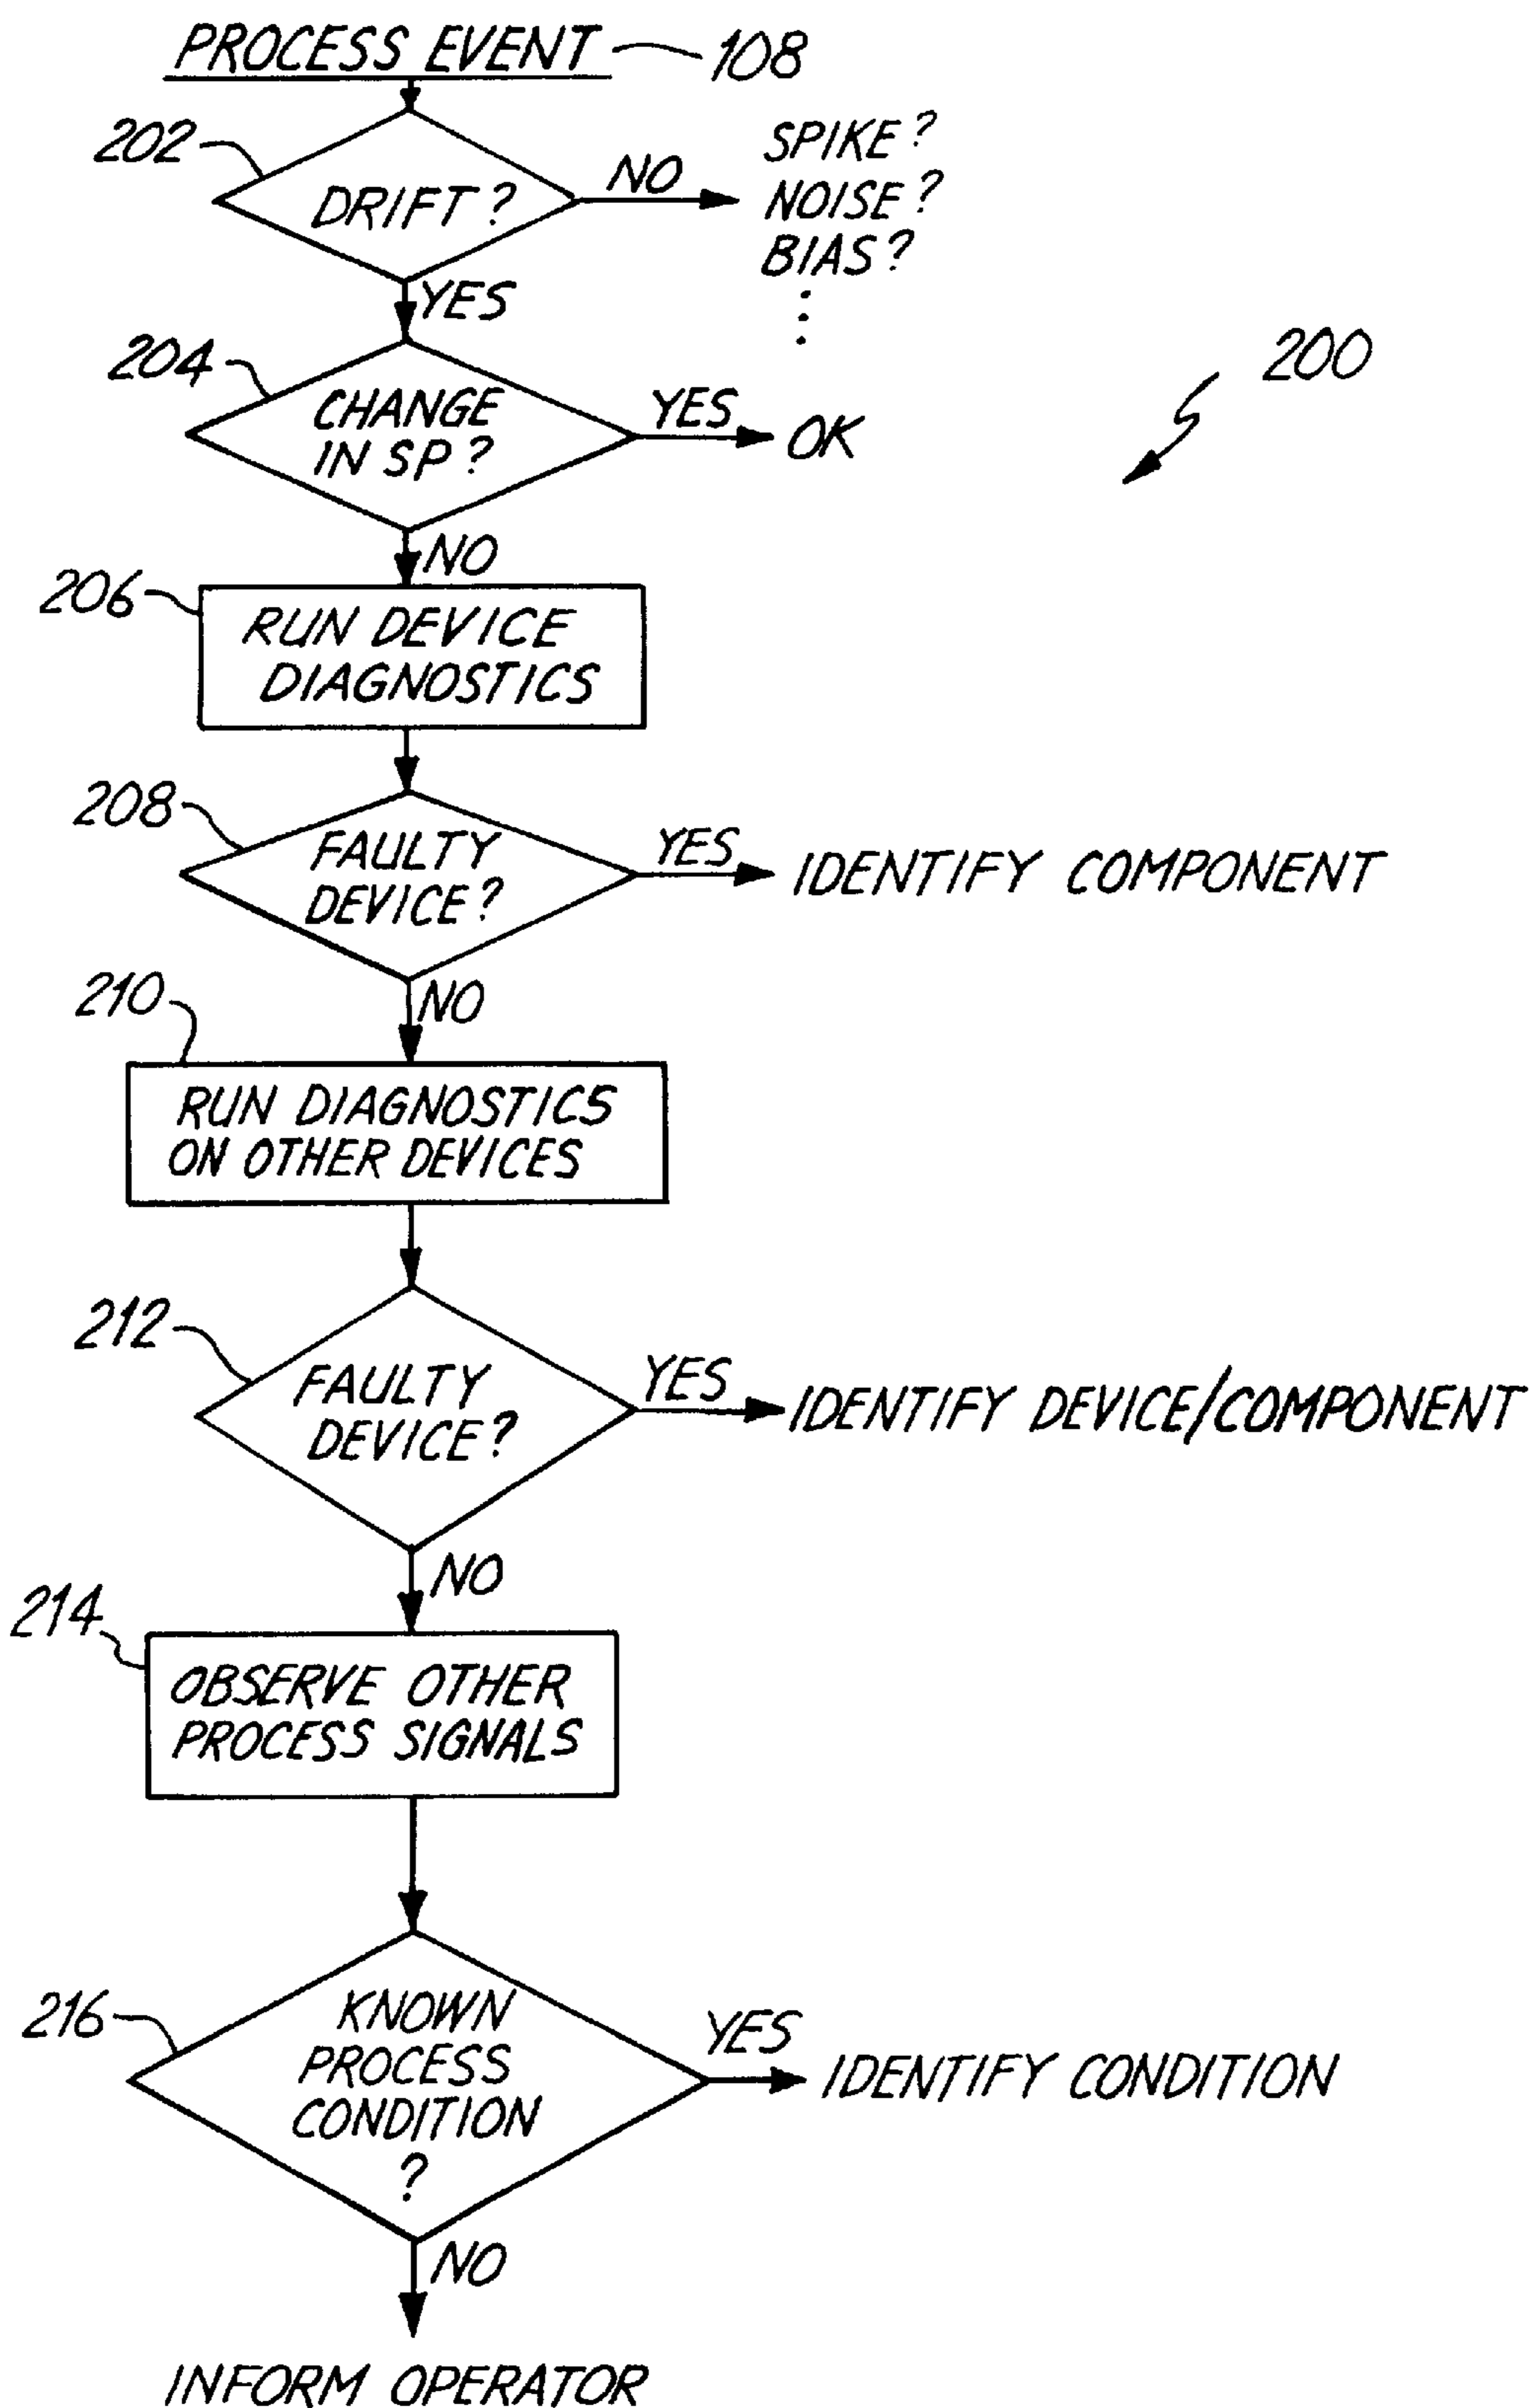 PROCESS EVENT 108
202
DRIFT?
NO
SPIKE?
NOISE?
BIAS?
YES
200
204
CHANGE
IN SP?
YES
OK
NO
206
RUN DEVICE
DIAGNOSTICS
208
FAULTY
DEVICE?
YES
IDENTIFY COMPONENT
NO
210
RUN DIAGNOSTICS
ON OTHER DEVICES
212
FAULTY
DEVICE?
YES
IDENTIFY DEVICE/COMPONENT
NO
214
OBSERVE OTHER
PROCESS SIGNALS
216
KNOWN
PROCESS
CONDITION
?
YES
IDENTIFY CONDITION
NO
INFORM OPERATOR